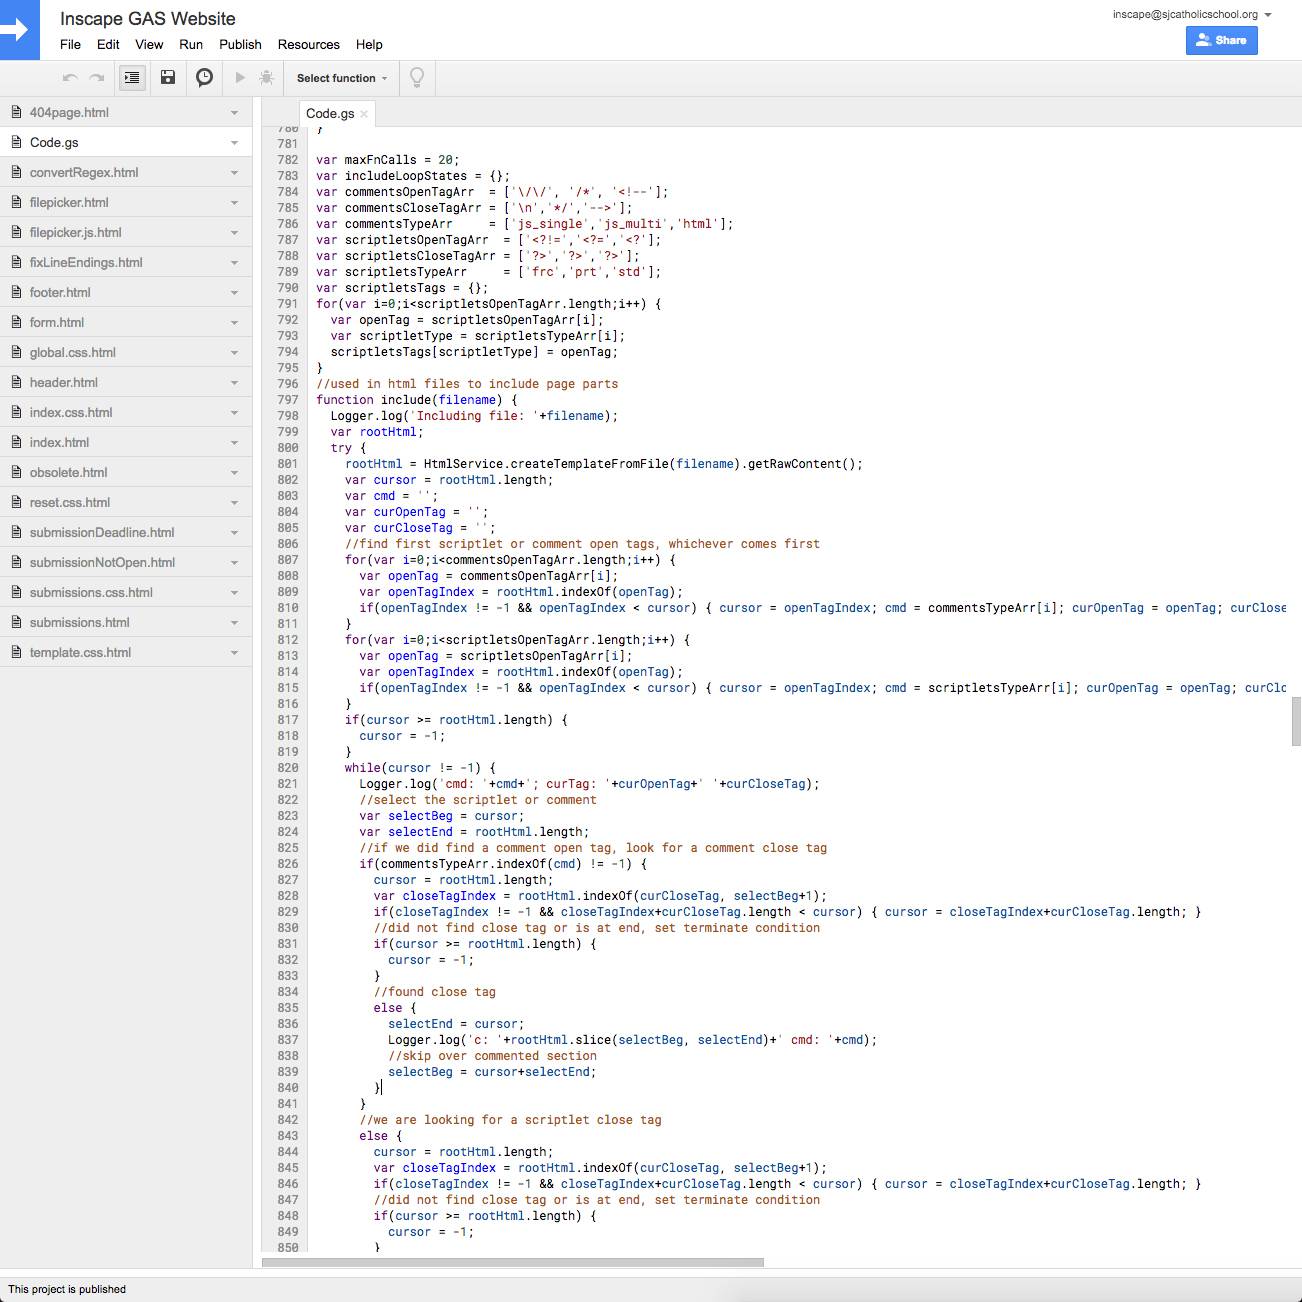 Inscape GAS Website
inscape@sjcatholicschool.org
File Edit View Run Publish Resources Help
Share
Select function
404page.html
Code.gs
convertRegex.html
filepicker.html
filepicker.js.html
fixLineEndings.html
footer.html
form.html
global.css.html
header.html
index.css.html
index.html
obsolete.html
reset.css.html
submissionDeadline.html
submissionNotOpen.html
submissions.css.html
submissions.html
template.css.html
Code.gs
780 }
781
782 var maxFnCalls = 20;
783 var includeLoopStates = {};
784 var commentsOpenTagArr  = ['\/\/', '/*', '<!--'];
785 var commentsCloseTagArr = ['\n','*/','-->'];
786 var commentsTypeArr     = ['js_single','js_multi','html'];
787 var scriptletsOpenTagArr  = ['<?!=','<?=','<?'];
788 var scriptletsCloseTagArr = ['?>','?>','?>'];
789 var scriptletsTypeArr     = ['frc','prt','std'];
790 var scriptletsTags = {};
791 for(var i=0;i<scriptletsOpenTagArr.length;i++) {
792   var openTag = scriptletsOpenTagArr[i];
793   var scriptletType = scriptletsTypeArr[i];
794   scriptletsTags[scriptletType] = openTag;
795 }
796 //used in html files to include page parts
797 function include(filename) {
798   Logger.log('Including file: '+filename);
799   var rootHtml;
800   try {
801     rootHtml = HtmlService.createTemplateFromFile(filename).getRawContent();
802     var cursor = rootHtml.length;
803     var cmd = '';
804     var curOpenTag = '';
805     var curCloseTag = '';
806     //find first scriptlet or comment open tags, whichever comes first
807     for(var i=0;i<commentsOpenTagArr.length;i++) {
808       var openTag = commentsOpenTagArr[i];
809       var openTagIndex = rootHtml.indexOf(openTag);
810       if(openTagIndex != -1 && openTagIndex < cursor) { cursor = openTagIndex; cmd = commentsTypeArr[i]; curOpenTag = openTag; curClose
811     }
812     for(var i=0;i<scriptletsOpenTagArr.length;i++) {
813       var openTag = scriptletsOpenTagArr[i];
814       var openTagIndex = rootHtml.indexOf(openTag);
815       if(openTagIndex != -1 && openTagIndex < cursor) { cursor = openTagIndex; cmd = scriptletsTypeArr[i]; curOpenTag = openTag; curClo
816     }
817     if(cursor >= rootHtml.length) {
818       cursor = -1;
819     }
820     while(cursor != -1) {
821       Logger.log('cmd: '+cmd+'; curTag: '+curOpenTag+' '+curCloseTag);
822       //select the scriptlet or comment
823       var selectBeg = cursor;
824       var selectEnd = rootHtml.length;
825       //if we did find a comment open tag, look for a comment close tag
826       if(commentsTypeArr.indexOf(cmd) != -1) {
827         cursor = rootHtml.length;
828         var closeTagIndex = rootHtml.indexOf(curCloseTag, selectBeg+1);
829         if(closeTagIndex != -1 && closeTagIndex+curCloseTag.length < cursor) { cursor = closeTagIndex+curCloseTag.length; }
830         //did not find close tag or is at end, set terminate condition
831         if(cursor >= rootHtml.length) {
832           cursor = -1;
833         }
834         //found close tag
835         else {
836           selectEnd = cursor;
837           Logger.log('c: '+rootHtml.slice(selectBeg, selectEnd)+' cmd: '+cmd);
838           //skip over commented section
839           selectBeg = cursor+selectEnd;
840         }
841       }
842       //we are looking for a scriptlet close tag
843       else {
844         cursor = rootHtml.length;
845         var closeTagIndex = rootHtml.indexOf(curCloseTag, selectBeg+1);
846         if(closeTagIndex != -1 && closeTagIndex+curCloseTag.length < cursor) { cursor = closeTagIndex+curCloseTag.length; }
847         //did not find close tag or is at end, set terminate condition
848         if(cursor >= rootHtml.length) {
849           cursor = -1;
850         }
This project is published